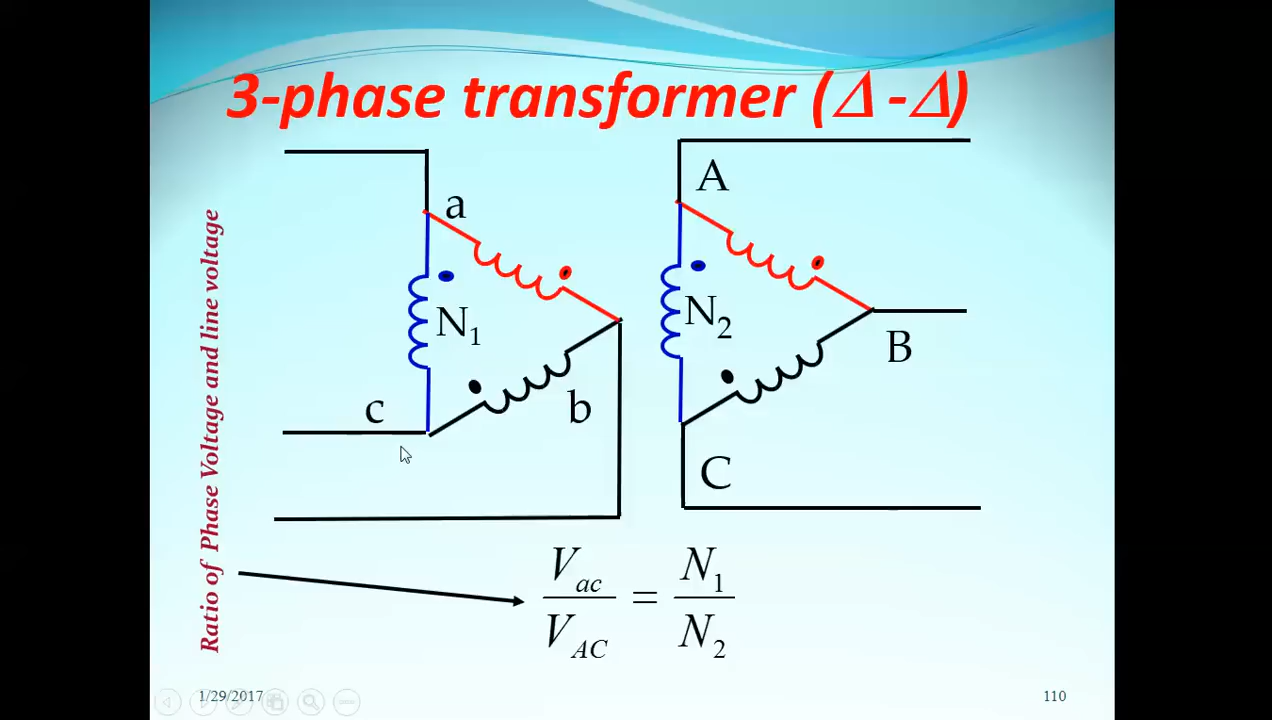 3-phase transformer (Δ -Δ)
Ratio of Phase Voltage and line voltage
a
N₁
c
b
A
N₂
B
C
V_ac / V_AC = N₁ / N₂
1/29/2017
110